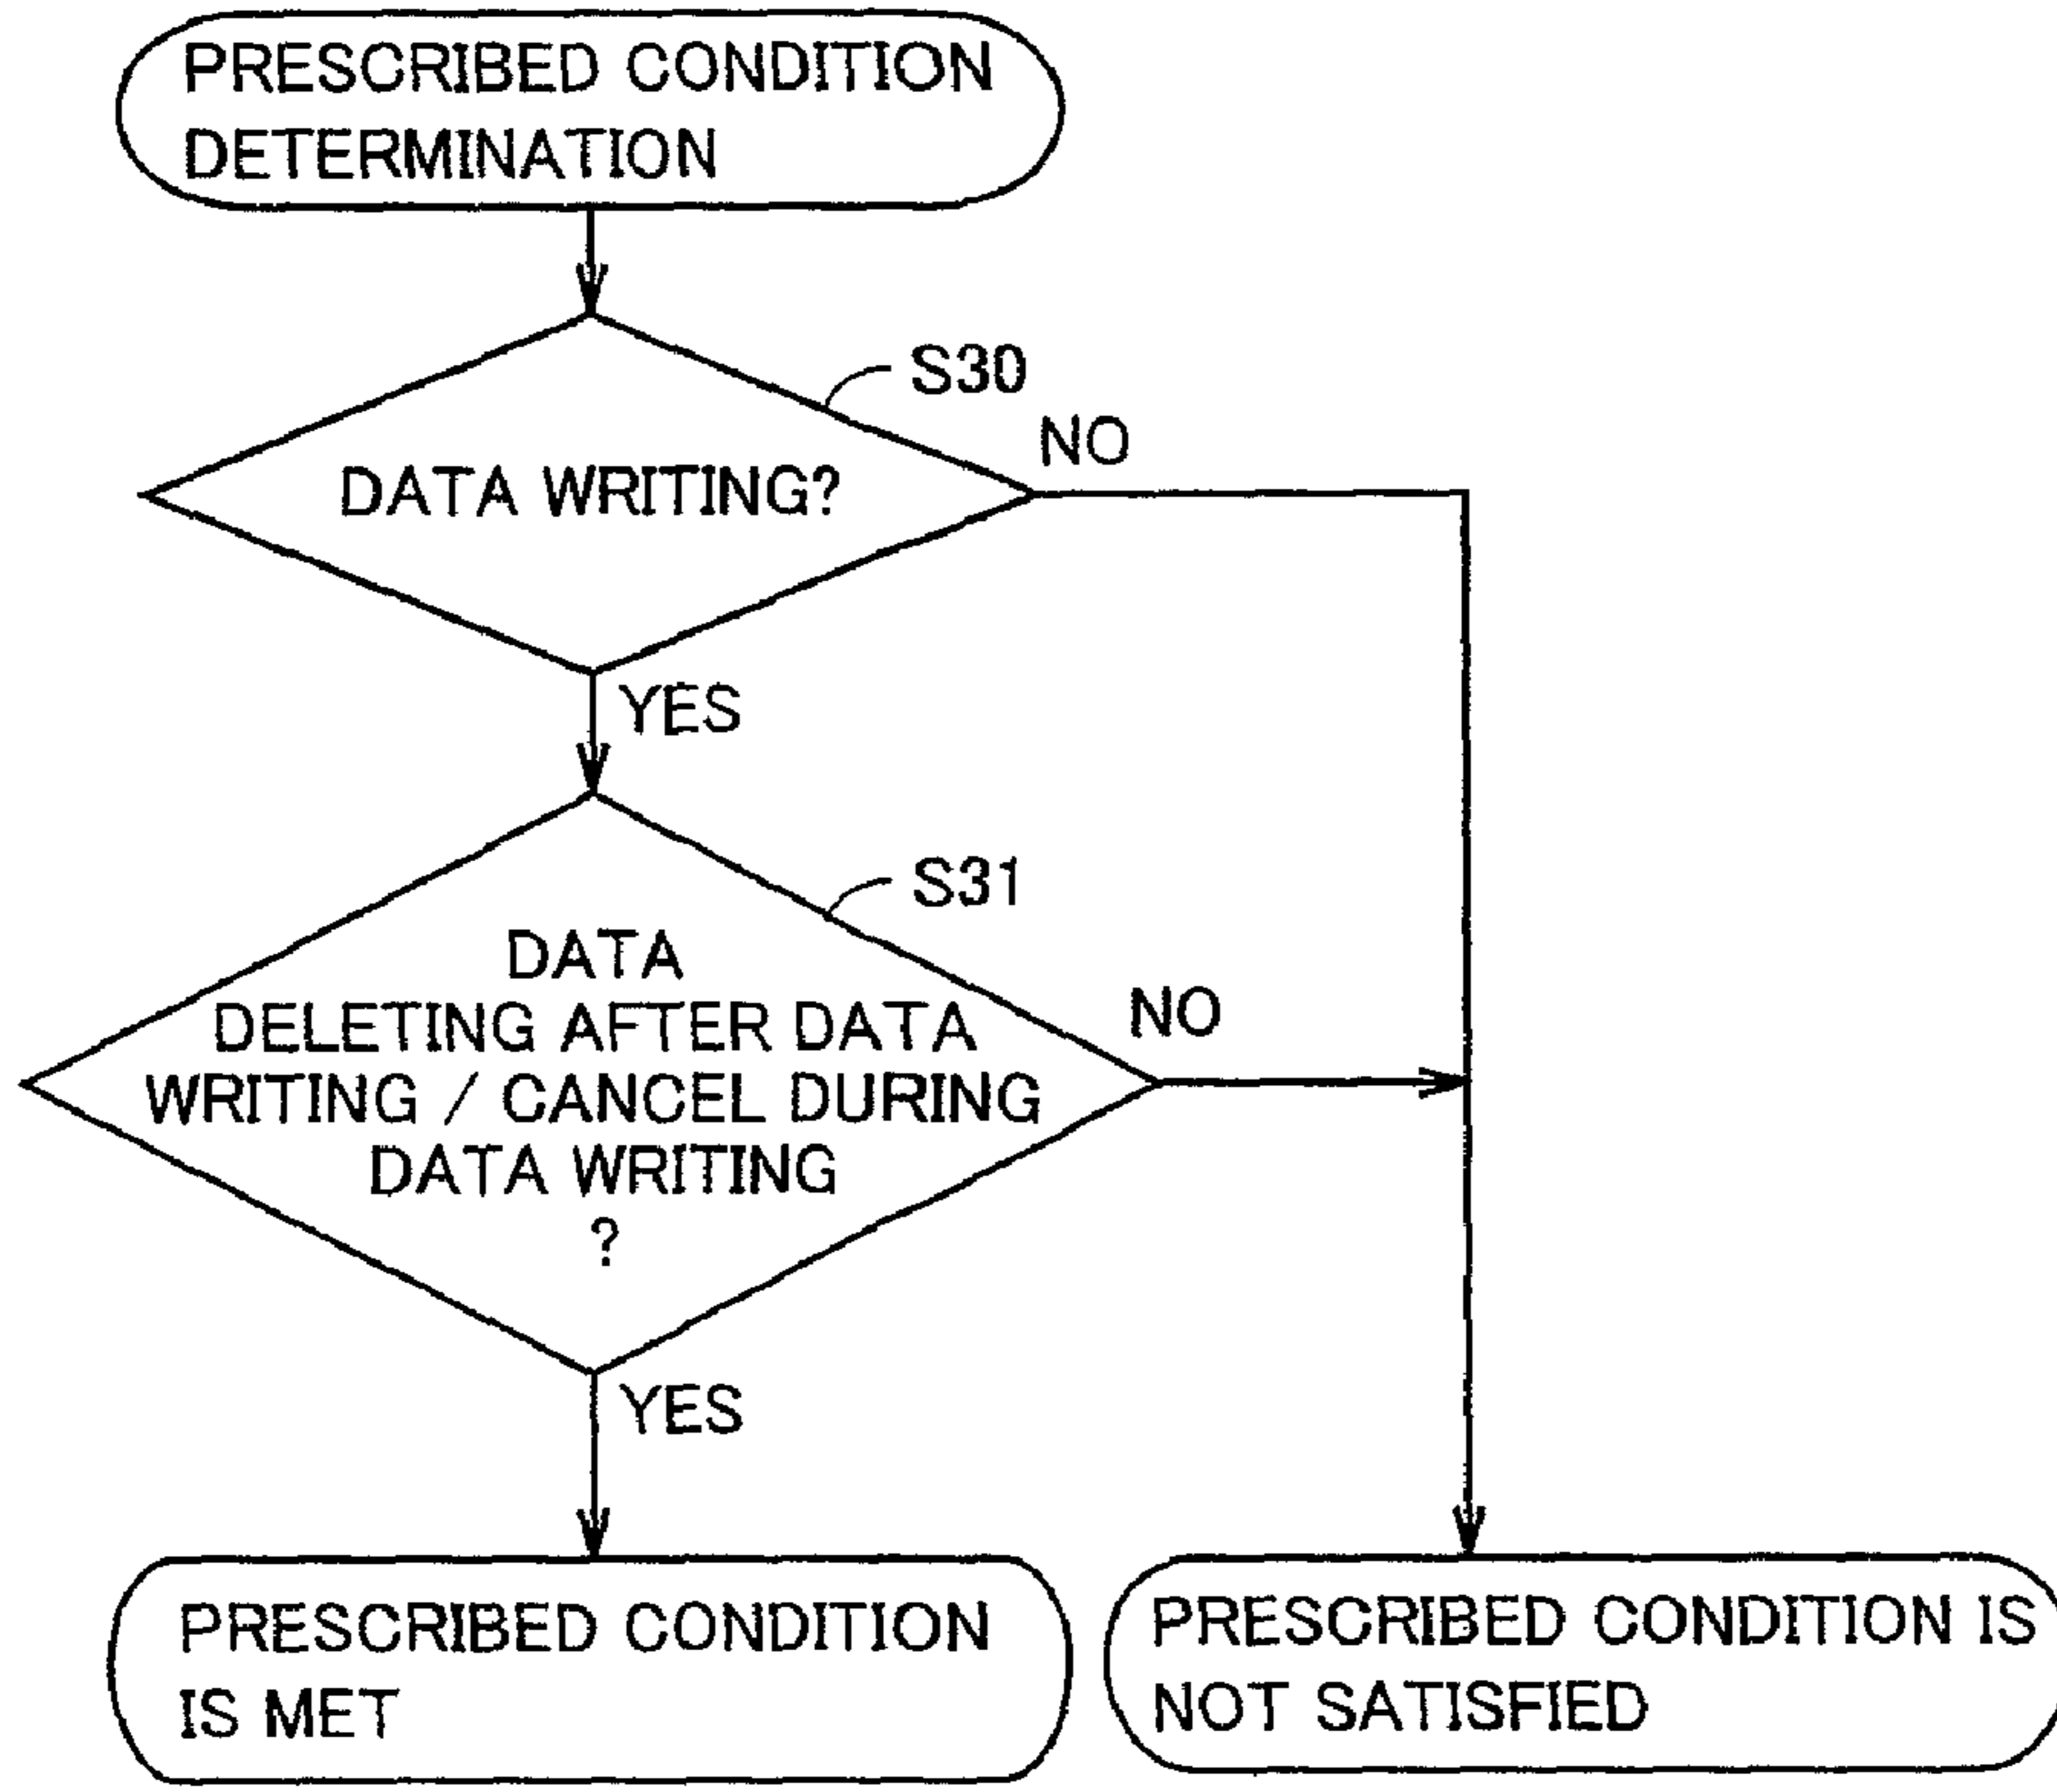 PRESCRIBED CONDITION
DETERMINATION
S30
NO
DATA WRITING?
YES
S31
DATA
DELETING AFTER DATA
WRITING / CANCEL DURING
DATA WRITING
?
NO
YES
PRESCRIBED CONDITION
IS MET
PRESCRIBED CONDITION IS
NOT SATISFIED